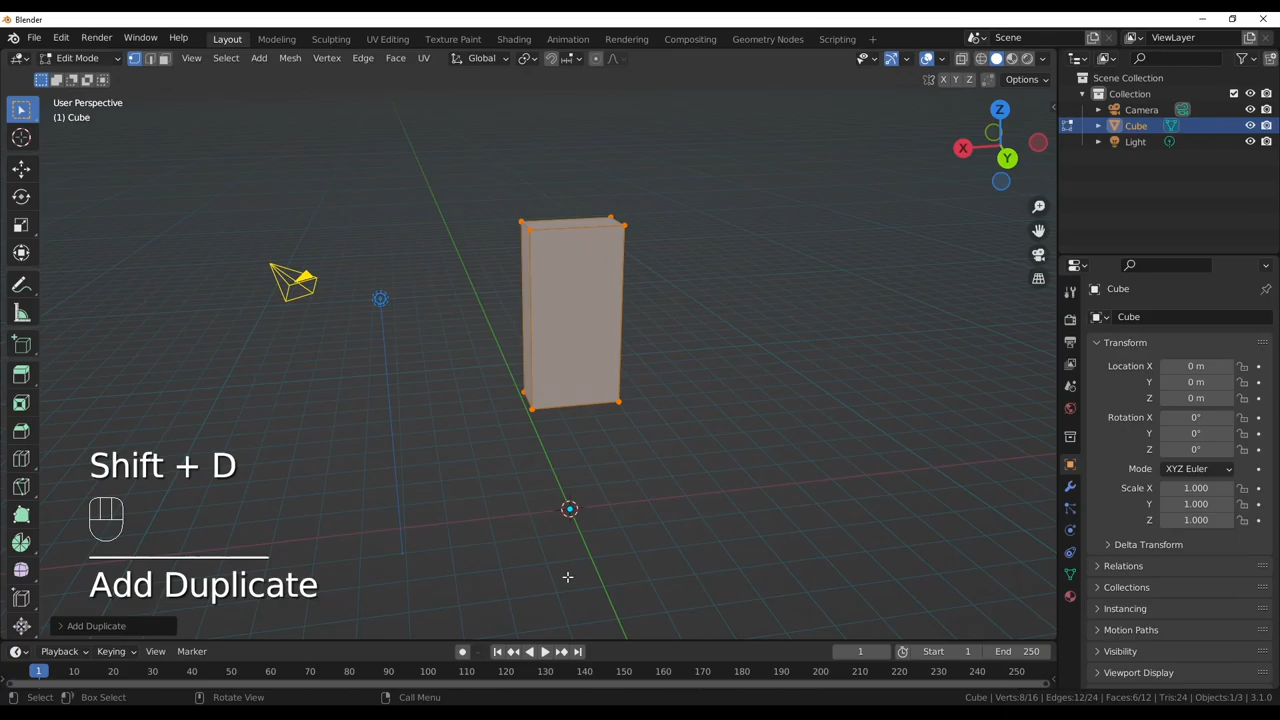 Blender
File Edit Render Window Help
Layout Modeling Sculpting UV Editing Texture Paint Shading Animation Rendering Compositing Geometry Nodes Scripting
Scene
ViewLayer
Edit Mode
View Select Add Mesh Vertex Edge Face UV
Global
X Y Z
Options
User Perspective
(1) Cube
Z
X
Y
Shift + D
Add Duplicate
Add Duplicate
Scene Collection
Collection
Camera
Cube
Light
Cube
Cube
Transform
Location X 0 m
Y 0 m
Z 0 m
Rotation X 0°
Y 0°
Z 0°
Mode XYZ Euler
Scale X 1.000
Y 1.000
Z 1.000
Delta Transform
Relations
Collections
Instancing
Motion Paths
Visibility
Viewport Display
Playback Keying View Marker
1 Start 1 End 250
1 10 20 30 40 50 60 70 80 90 100 110 120 130 140 150 160 170 180 190 200 210 220 230 240 250
Select Box Select Rotate View Call Menu
Cube | Verts:8/16 | Edges:12/24 | Faces:6/12 | Tris:24 | Objects:1/3 | 3.1.0